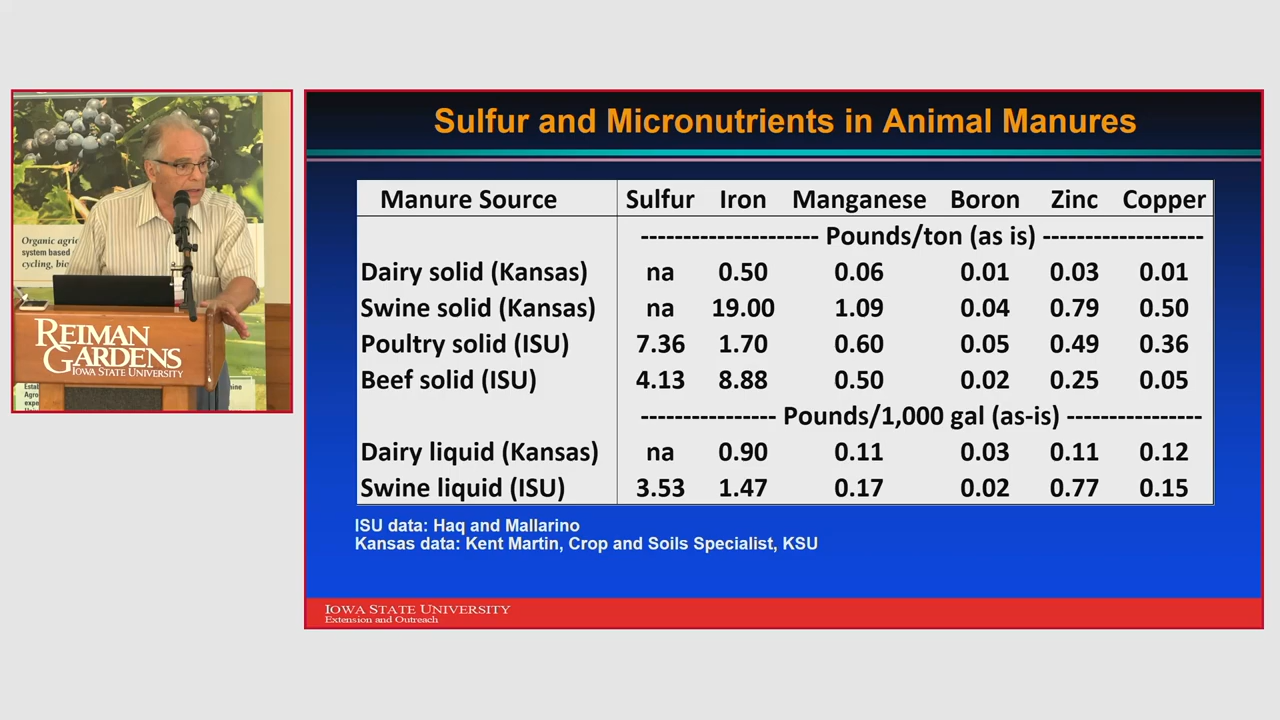 Organic agric
system based
cycling, bio
REIMAN
GARDENS
IOWA STATE UNIVERSITY
Sulfur and Micronutrients in Animal Manures
Manure Source Sulfur Iron Manganese Boron Zinc Copper
--------------------- Pounds/ton (as is) -------------------
Dairy solid (Kansas) na 0.50 0.06 0.01 0.03 0.01
Swine solid (Kansas) na 19.00 1.09 0.04 0.79 0.50
Poultry solid (ISU) 7.36 1.70 0.60 0.05 0.49 0.36
Beef solid (ISU) 4.13 8.88 0.50 0.02 0.25 0.05
---------------- Pounds/1,000 gal (as-is) ----------------
Dairy liquid (Kansas) na 0.90 0.11 0.03 0.11 0.12
Swine liquid (ISU) 3.53 1.47 0.17 0.02 0.77 0.15
ISU data: Haq and Mallarino
Kansas data: Kent Martin, Crop and Soils Specialist, KSU
IOWA STATE UNIVERSITY
Extension and Outreach